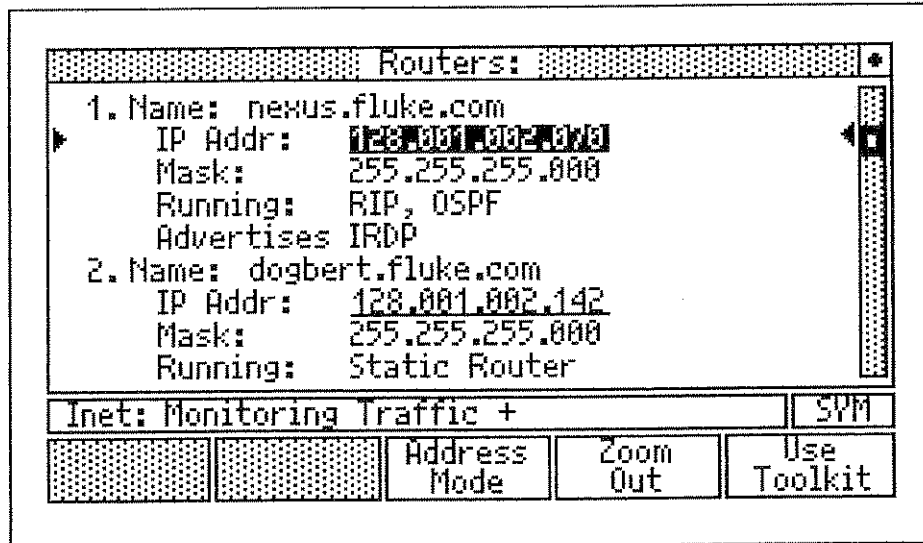 Routers:
1. Name: nexus.fluke.com
IP Addr: 128.001.002.070
Mask: 255.255.255.000
Running: RIP, OSPF
Advertises IRDP
2. Name: dogbert.fluke.com
IP Addr: 128.001.002.142
Mask: 255.255.255.000
Running: Static Router
Inet: Monitoring Traffic +
SYM
Address Mode
Zoom Out
Use Toolkit